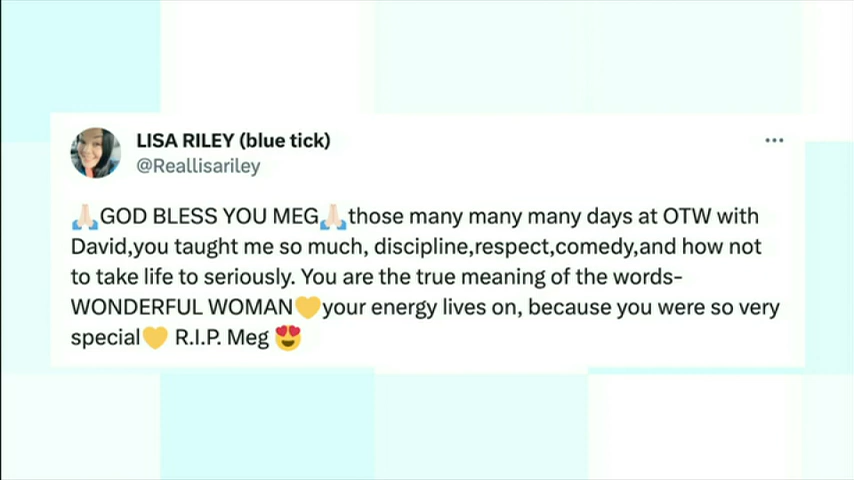 LISA RILEY (blue tick)
@Reallisariley
🙏🏻GOD BLESS YOU MEG🙏🏻those many many many days at OTW with
David,you taught me so much, discipline,respect,comedy,and how not
to take life to seriously. You are the true meaning of the words-
WONDERFUL WOMAN💛your energy lives on, because you were so very
special💛 R.I.P. Meg 😍